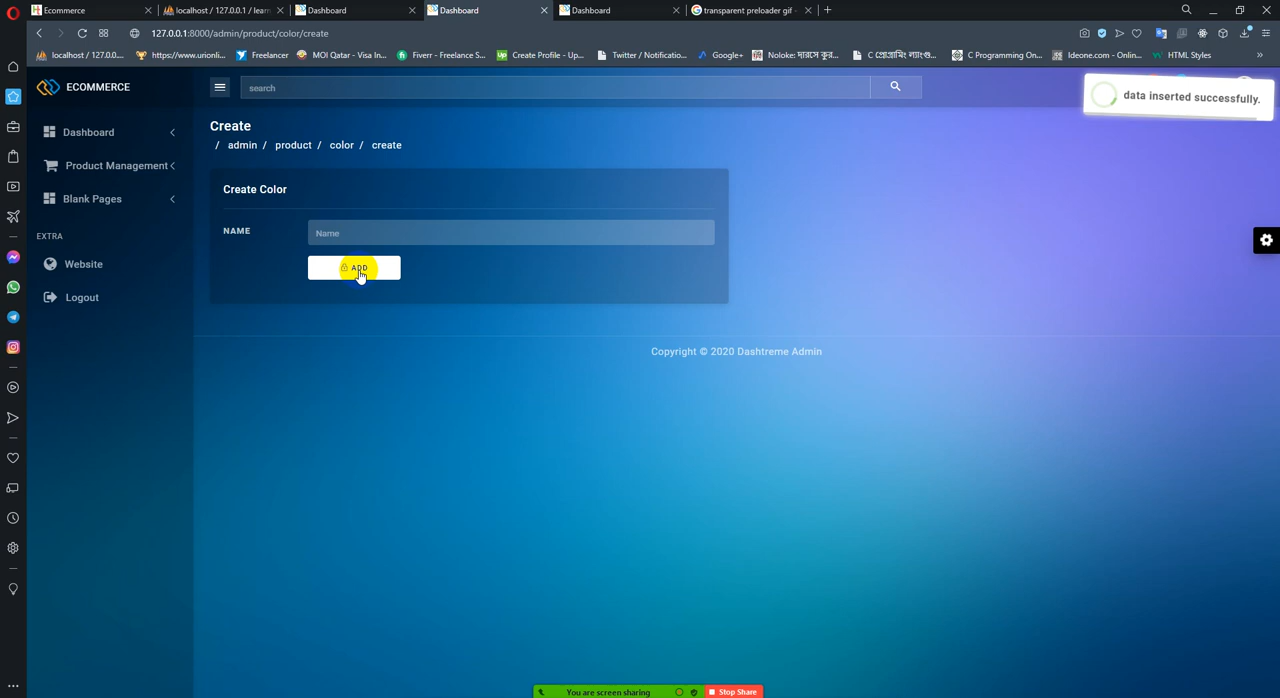 Ecommerce
localhost / 127.0.0.1 / lear
Dashboard
Dashboard
Dashboard
transparent preloader gif -
127.0.0.1:8000/admin/product/color/create
localhost / 127.0.0....
https://www.urionli...
Freelancer
MOI Qatar - Visa In...
Fiverr - Freelance S...
Create Profile - Up...
Twitter / Notificatio...
Google+
Noloke: দারসে কুর...
C প্রোগ্রামিং ল্যাংগু...
C Programming On...
Ideone.com - Onlin...
HTML Styles
ECOMMERCE
search
data inserted successfully.
Dashboard
Product Management
Blank Pages
EXTRA
Website
Logout
Create
/ admin / product / color / create
Create Color
NAME
Name
ADD
Copyright © 2020 Dashtreme Admin
You are screen sharing
Stop Share